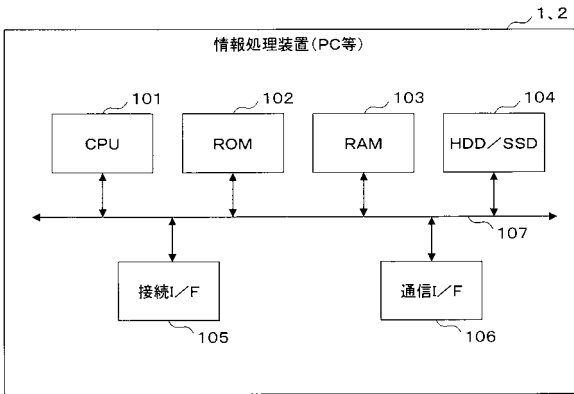 1、2
情報処理装置(PC等)
101
102
103
104
CPU
ROM
RAM
HDD/SSD
107
接続I/F
通信I/F
105
106